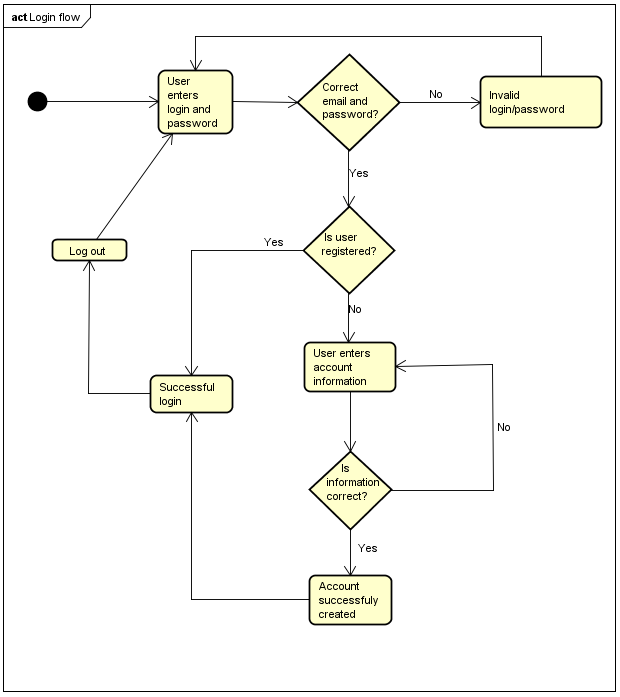 act Login flow
User
enters
login and
password
Correct
email and
password?
No
Invalid
login/password
Yes
Is user
registered?
Yes
Log out
No
User enters
account
information
Successful
login
No
Is
information
correct?
Yes
Account
successfuly
created